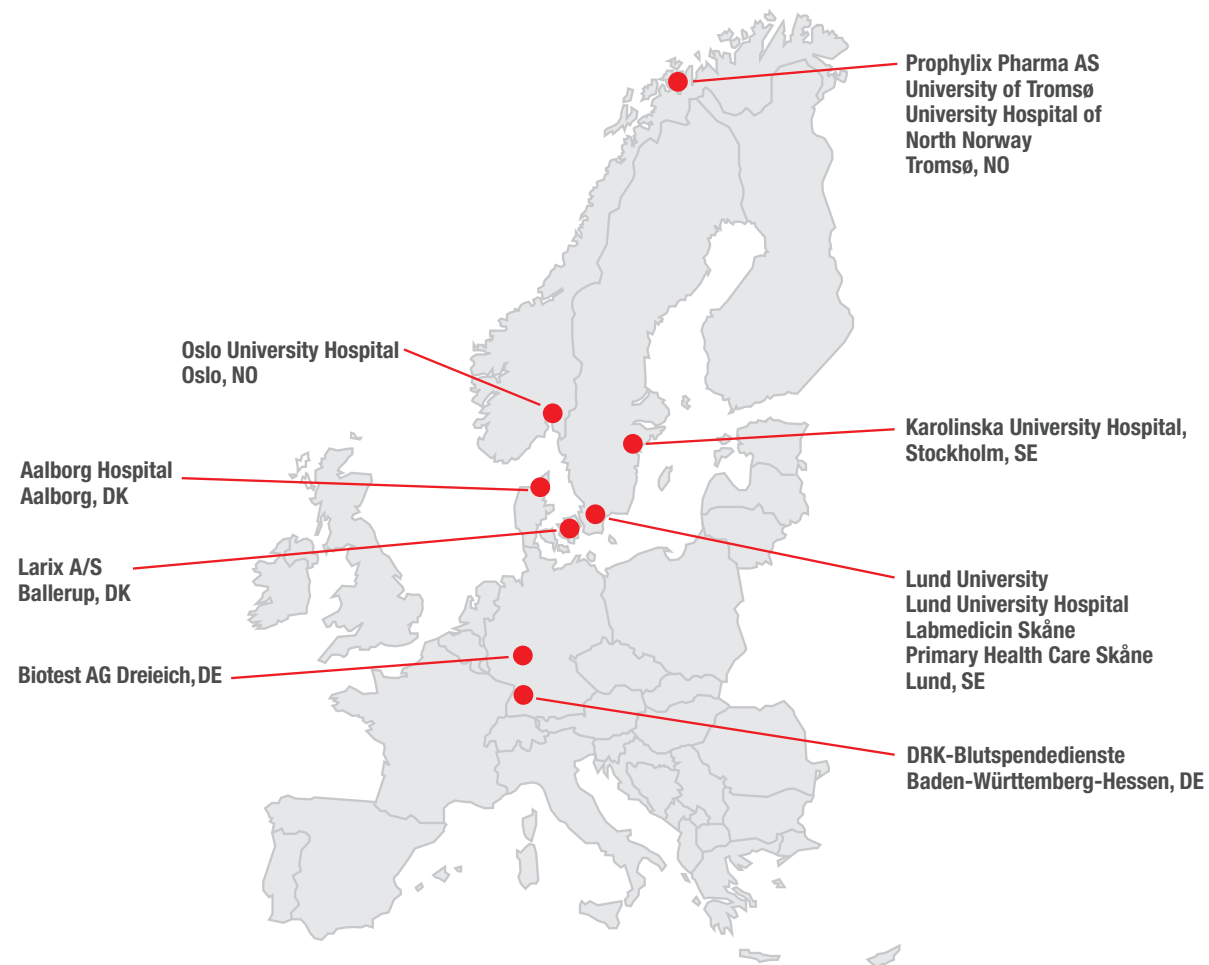 Prophylix Pharma AS
University of Tromsø
University Hospital of
North Norway
Tromsø, NO
Oslo University Hospital
Oslo, NO
Karolinska University Hospital,
Stockholm, SE
Aalborg Hospital
Aalborg, DK
Larix A/S
Ballerup, DK
Lund University
Lund University Hospital
Labmedicin Skåne
Primary Health Care Skåne
Lund, SE
Biotest AG Dreieich, DE
DRK-Blutspendedienste
Baden-Württemberg-Hessen, DE